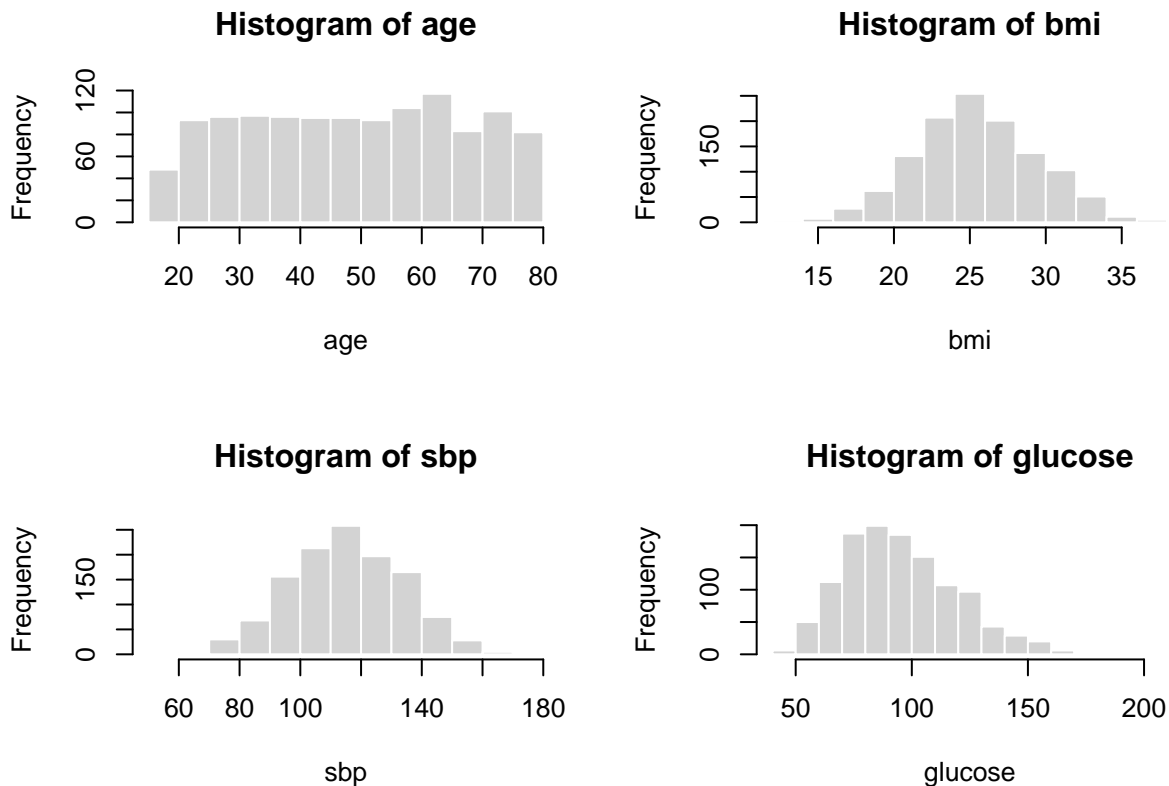 Histogram of age
Frequency
0 60 120
20 30 40 50 60 70 80
age
Histogram of bmi
Frequency
0 150
15 20 25 30 35
bmi
Histogram of sbp
Frequency
0 150
60 80 100 140 180
sbp
Histogram of glucose
Frequency
0 100
50 100 150 200
glucose